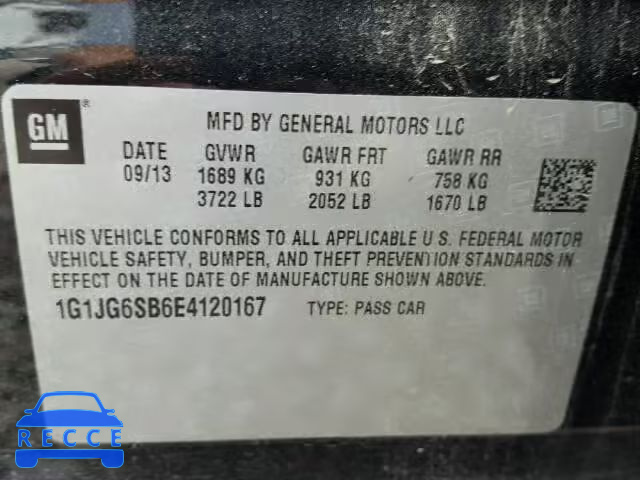 GM ®
MFD BY GENERAL MOTORS LLC
DATE GVWR GAWR FRT GAWR RR
09/13 1689 KG 931 KG 758 KG
3722 LB 2052 LB 1670 LB
THIS VEHICLE CONFORMS TO ALL APPLICABLE U.S. FEDERAL MOTOR
VEHICLE SAFETY, BUMPER, AND THEFT PREVENTION STANDARDS IN
EFFECT ON THE DATE OF MANUFACTURE SHOWN ABOVE.
1G1JG6SB6E4120167 TYPE: PASS CAR
RECCE